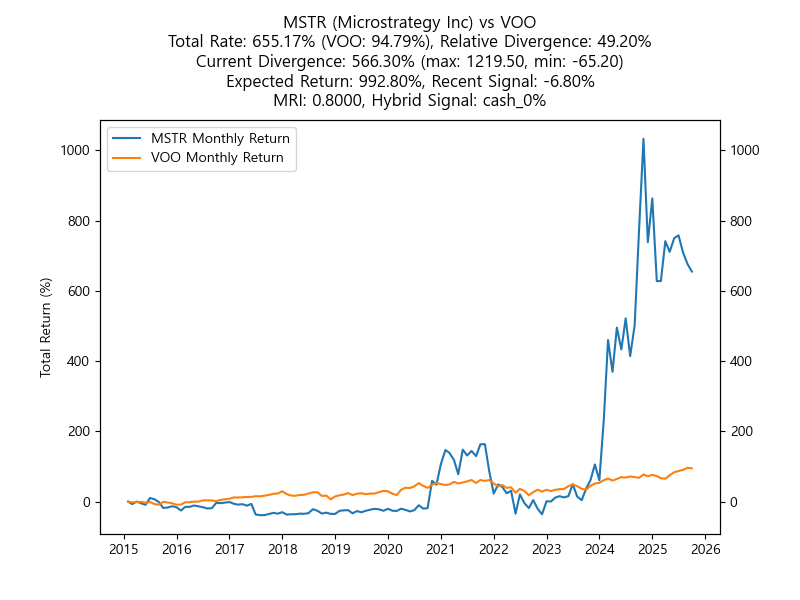 MSTR (Microstrategy Inc) vs VOO
Total Rate: 655.17% (VOO: 94.79%), Relative Divergence: 49.20%
Current Divergence: 566.30% (max: 1219.50, min: -65.20)
Expected Return: 992.80%, Recent Signal: -6.80%
MRI: 0.8000, Hybrid Signal: cash_0%
MSTR Monthly Return
VOO Monthly Return
Total Return (%)
1000
800
600
400
200
0
1000
800
600
400
200
0
2015 2016 2017 2018 2019 2020 2021 2022 2023 2024 2025 2026